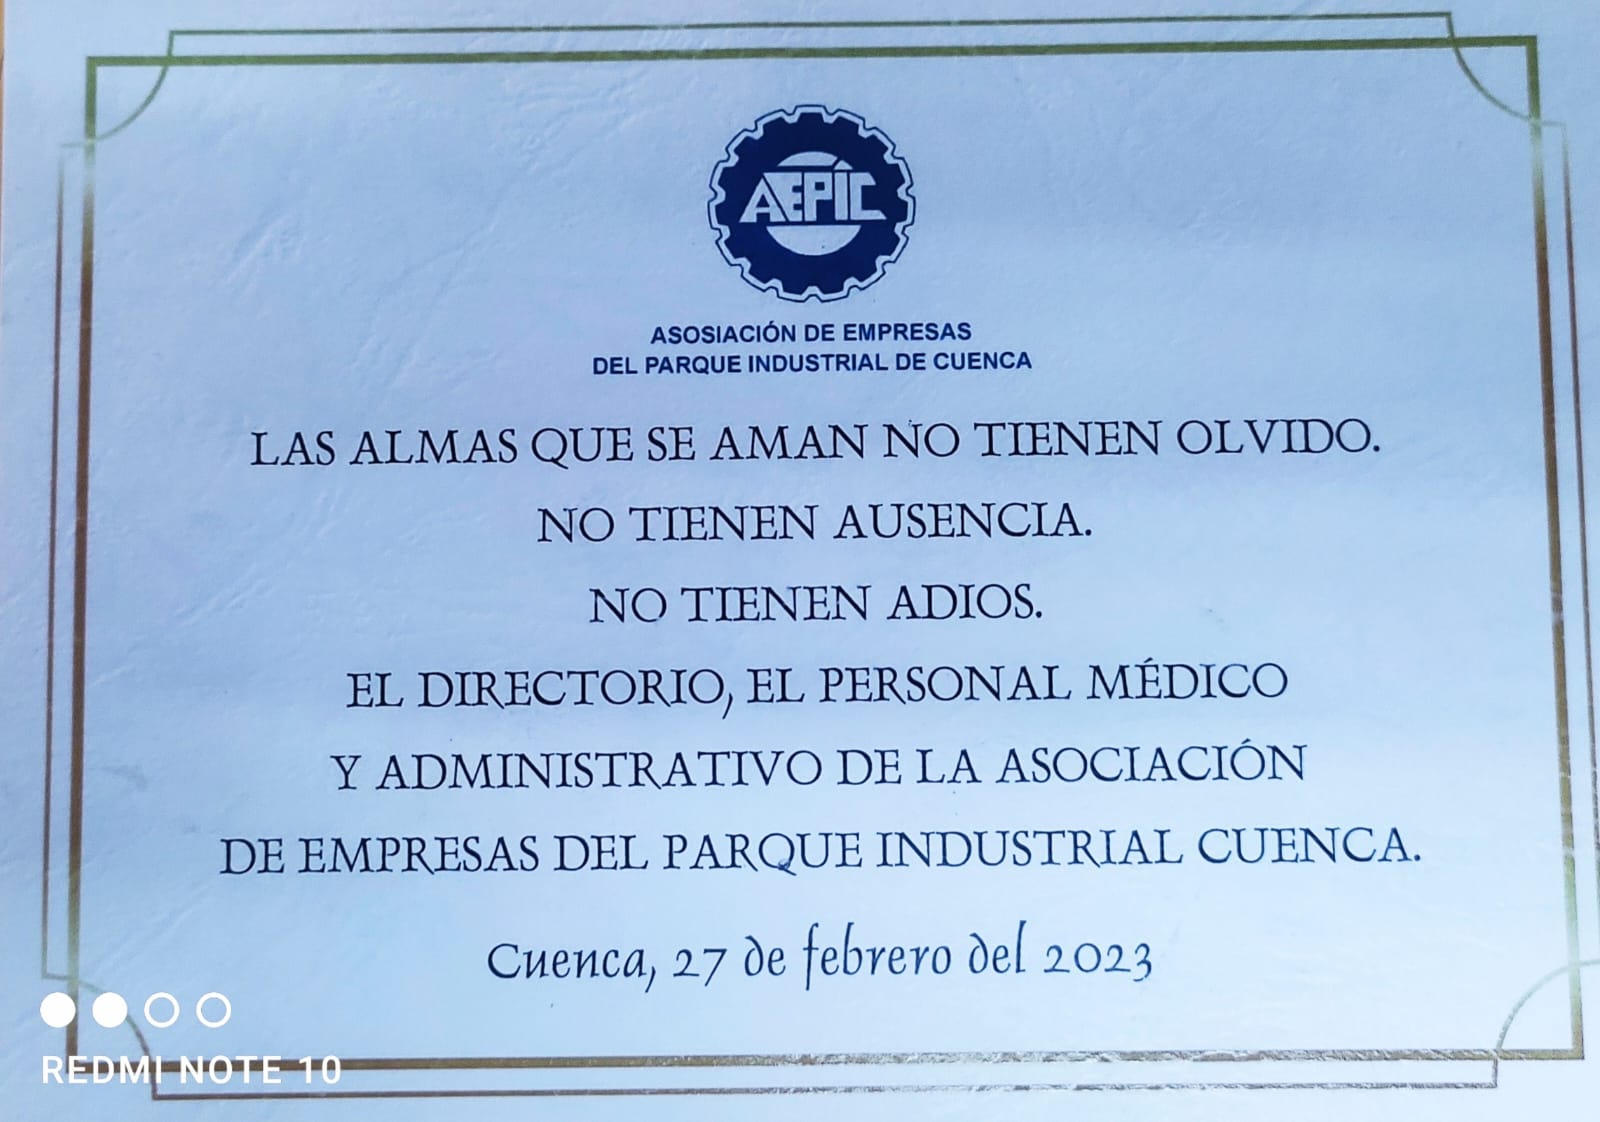 AEPIC
ASOSIACIÓN DE EMPRESAS
DEL PARQUE INDUSTRIAL DE CUENCA
LAS ALMAS QUE SE AMAN NO TIENEN OLVIDO.
NO TIENEN AUSENCIA.
NO TIENEN ADIOS.
EL DIRECTORIO, EL PERSONAL MÉDICO
Y ADMINISTRATIVO DE LA ASOCIACIÓN
DE EMPRESAS DEL PARQUE INDUSTRIAL CUENCA.
Cuenca, 27 de febrero del 2023
REDMI NOTE 10